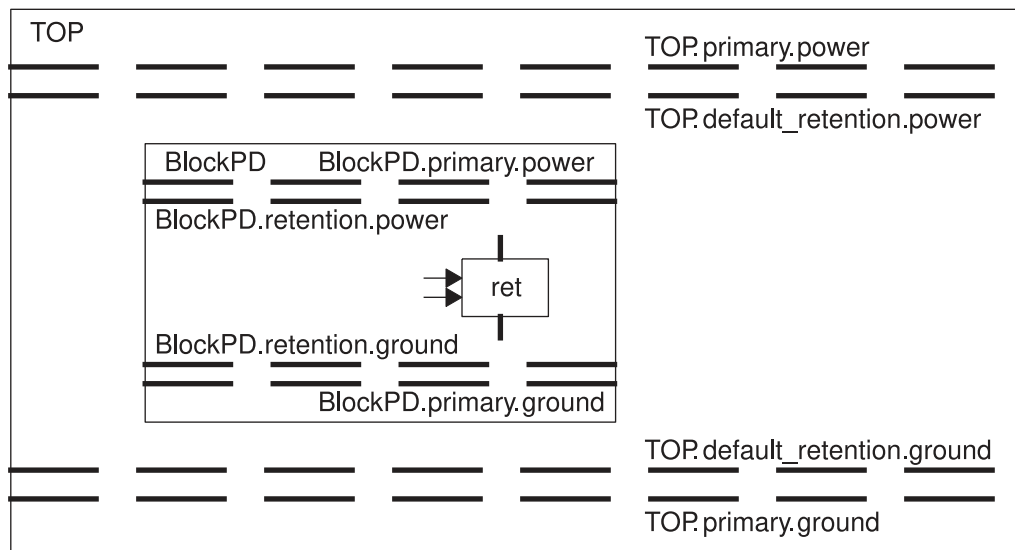 TOP
TOP.primary.power
TOP.default_retention.power
BlockPD
BlockPD.primary.power
BlockPD.retention.power
ret
BlockPD.retention.ground
BlockPD.primary.ground
TOP.default_retention.ground
TOP.primary.ground